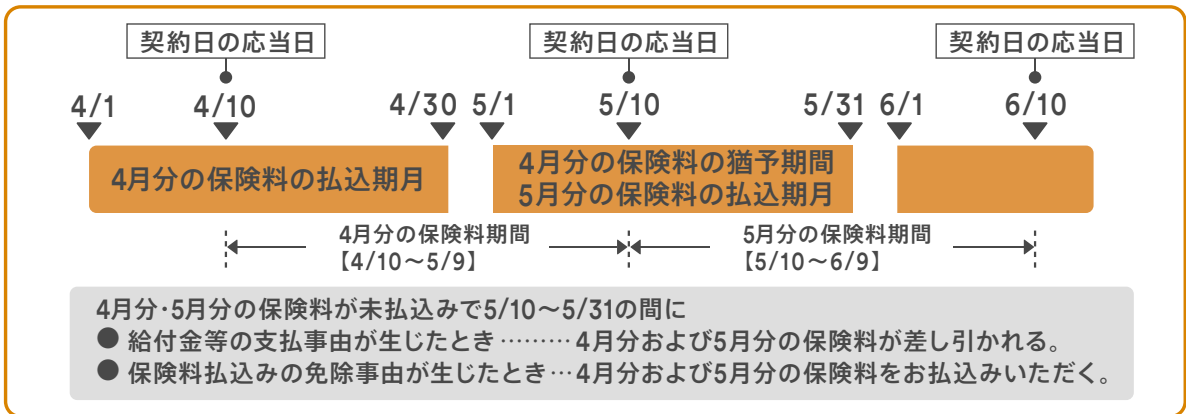 契約日の応当日 契約日の応当日 契約日の応当日
4/1 4/10 4/30 5/1 5/10 5/31 6/1 6/10
4月分の保険料の払込期月
4月分の保険料の猶予期間
5月分の保険料の払込期月
4月分の保険料期間
【4/10～5/9】
5月分の保険料期間
【5/10～6/9】
4月分・5月分の保険料が未払込みで5/10～5/31の間に
● 給付金等の支払事由が生じたとき ……… 4月分および5月分の保険料が差し引かれる。
● 保険料払込みの免除事由が生じたとき… 4月分および5月分の保険料をお払込みいただく。